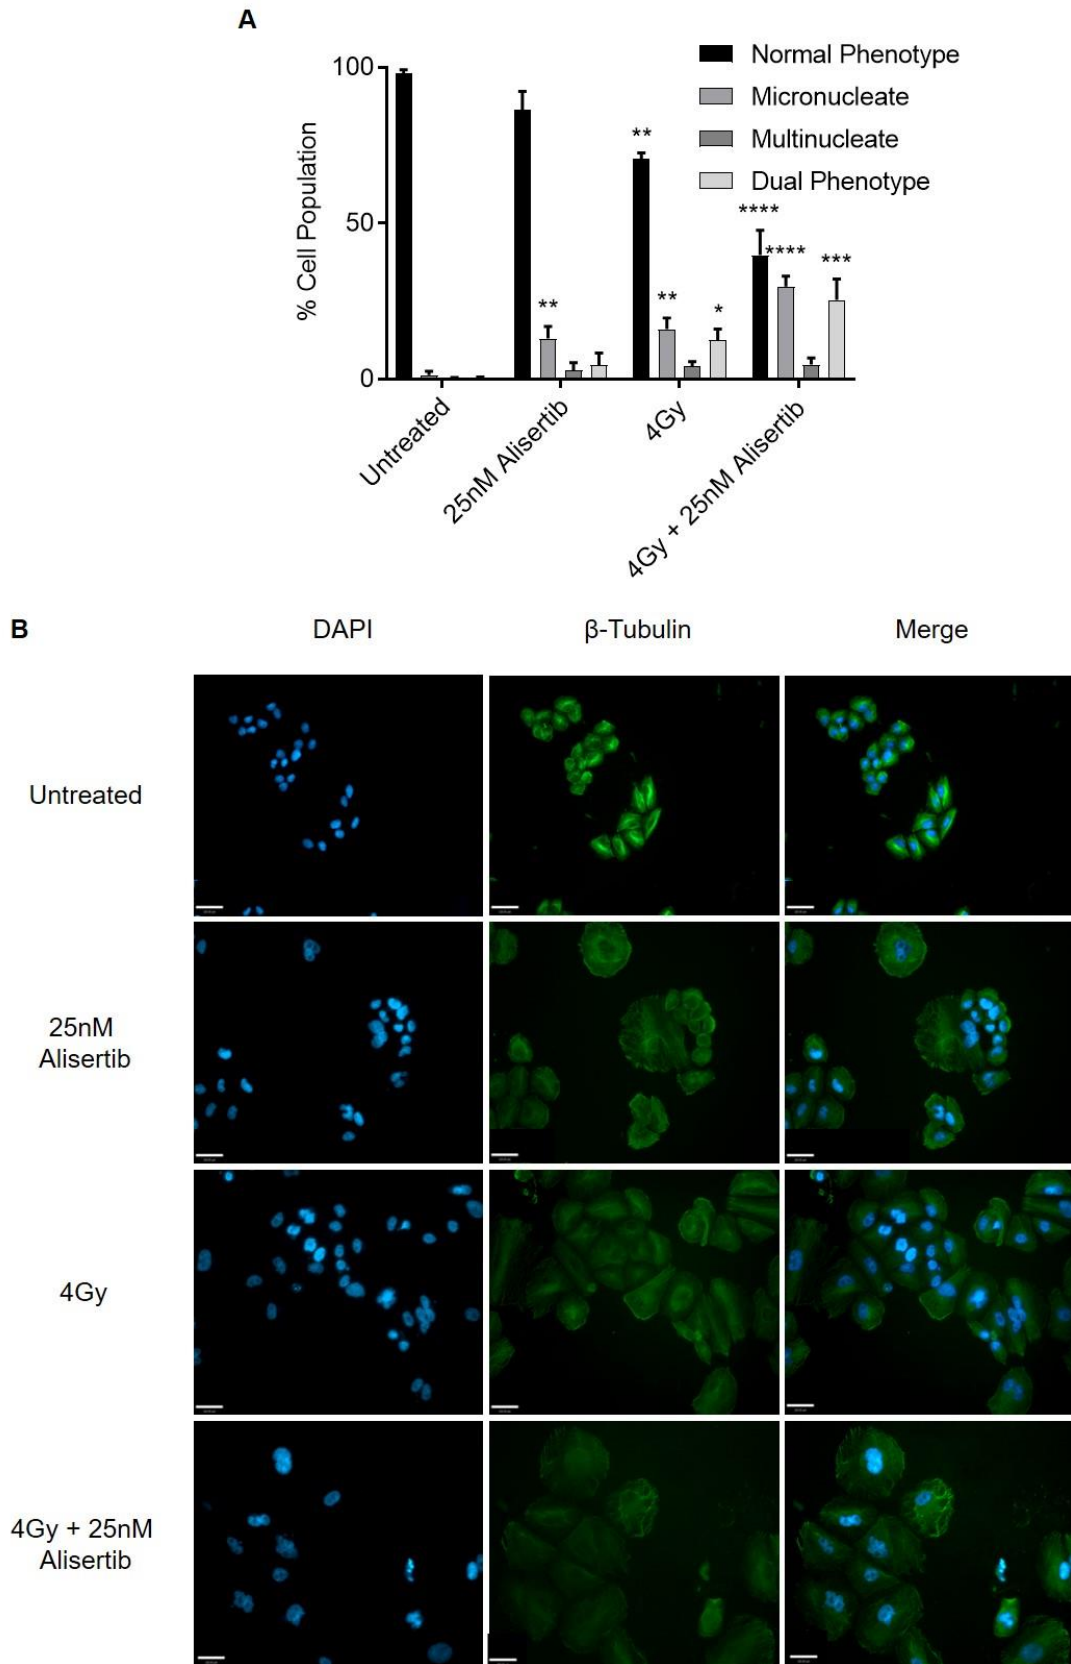 A
Normal Phenotype
Micronucleate
Multinucleate
Dual Phenotype
% Cell Population
100
50
0
**
**
**
*
****
****
***
Untreated
25nM Alisertib
4Gy
4Gy + 25nM Alisertib
B
DAPI
β-Tubulin
Merge
Untreated
25nM
Alisertib
4Gy
4Gy + 25nM
Alisertib